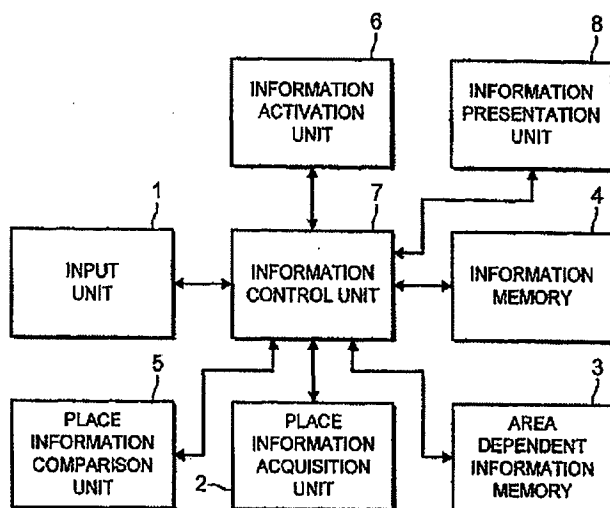 6
INFORMATION
ACTIVATION
UNIT
8
INFORMATION
PRESENTATION
UNIT
1
INPUT
UNIT
7
INFORMATION
CONTROL UNIT
4
INFORMATION
MEMORY
5
PLACE
INFORMATION
COMPARISON
UNIT
2
PLACE
INFORMATION
ACQUISITION
UNIT
3
AREA
DEPENDENT
INFORMATION
MEMORY